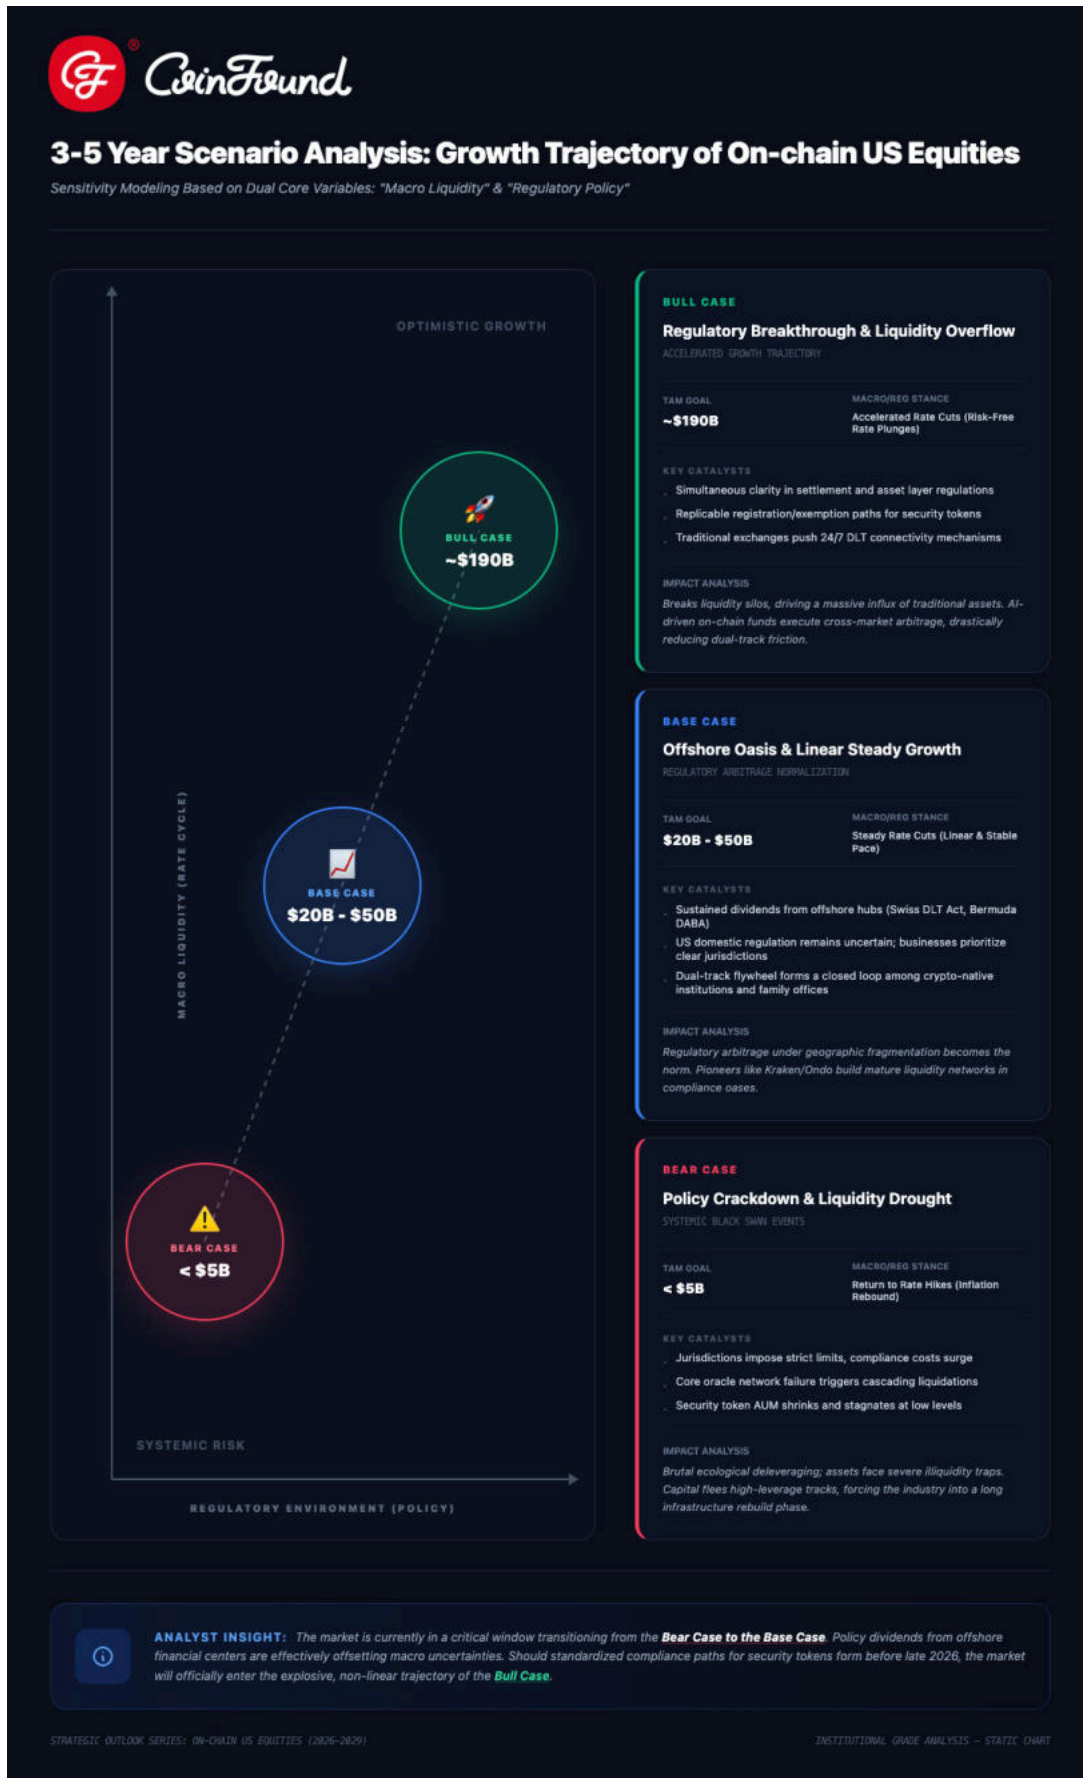 CoinFound
®
3-5 Year Scenario Analysis: Growth Trajectory of On-chain US Equities
Sensitivity Modeling Based on Dual Core Variables: "Macro Liquidity" & "Regulatory Policy"
OPTIMISTIC GROWTH
BULL CASE
~$190B
MACRO LIQUIDITY (RATE CYCLE)
BASE CASE
$20B - $50B
BEAR CASE
< $5B
SYSTEMIC RISK
REGULATORY ENVIRONMENT (POLICY)
BULL CASE
Regulatory Breakthrough & Liquidity Overflow
ACCELERATED GROWTH TRAJECTORY
TAM GOAL
~$190B
MACRO/REG STANCE
Accelerated Rate Cuts (Risk-Free
Rate Plunges)
KEY CATALYSTS
Simultaneous clarity in settlement and asset layer regulations
Replicable registration/exemption paths for security tokens
Traditional exchanges push 24/7 DLT connectivity mechanisms
IMPACT ANALYSIS
Breaks liquidity silos, driving a massive influx of traditional assets. AI-
driven on-chain funds execute cross-market arbitrage, drastically
reducing dual-track friction.
BASE CASE
Offshore Oasis & Linear Steady Growth
REGULATORY ARBITRAGE NORMALIZATION
TAM GOAL
$20B - $50B
MACRO/REG STANCE
Steady Rate Cuts (Linear & Stable
Pace)
KEY CATALYSTS
Sustained dividends from offshore hubs (Swiss DLT Act, Bermuda
DABA)
US domestic regulation remains uncertain; businesses prioritize
clear jurisdictions
Dual-track flywheel forms a closed loop among crypto-native
institutions and family offices
IMPACT ANALYSIS
Regulatory arbitrage under geographic fragmentation becomes the
norm. Pioneers like Kraken/Ondo build mature liquidity networks in
compliance oases.
BEAR CASE
Policy Crackdown & Liquidity Drought
SYSTEMIC BLACK SWAN EVENTS
TAM GOAL
< $5B
MACRO/REG STANCE
Return to Rate Hikes (Inflation
Rebound)
KEY CATALYSTS
Jurisdictions impose strict limits, compliance costs surge
Core oracle network failure triggers cascading liquidations
Security token AUM shrinks and stagnates at low levels
IMPACT ANALYSIS
Brutal ecological deleveraging; assets face severe illiquidity traps.
Capital flees high-leverage tracks, forcing the industry into a long
infrastructure rebuild phase.
ANALYST INSIGHT: The market is currently in a critical window transitioning from the Bear Case to the Base Case. Policy dividends from offshore
financial centers are effectively offsetting macro uncertainties. Should standardized compliance paths for security tokens form before late 2026, the market
will officially enter the explosive, non-linear trajectory of the Bull Case.
STRATEGIC OUTLOOK SERIES: ON-CHAIN US EQUITIES (2026-2029)
INSTITUTIONAL GRADE ANALYSIS — STATIC CHART